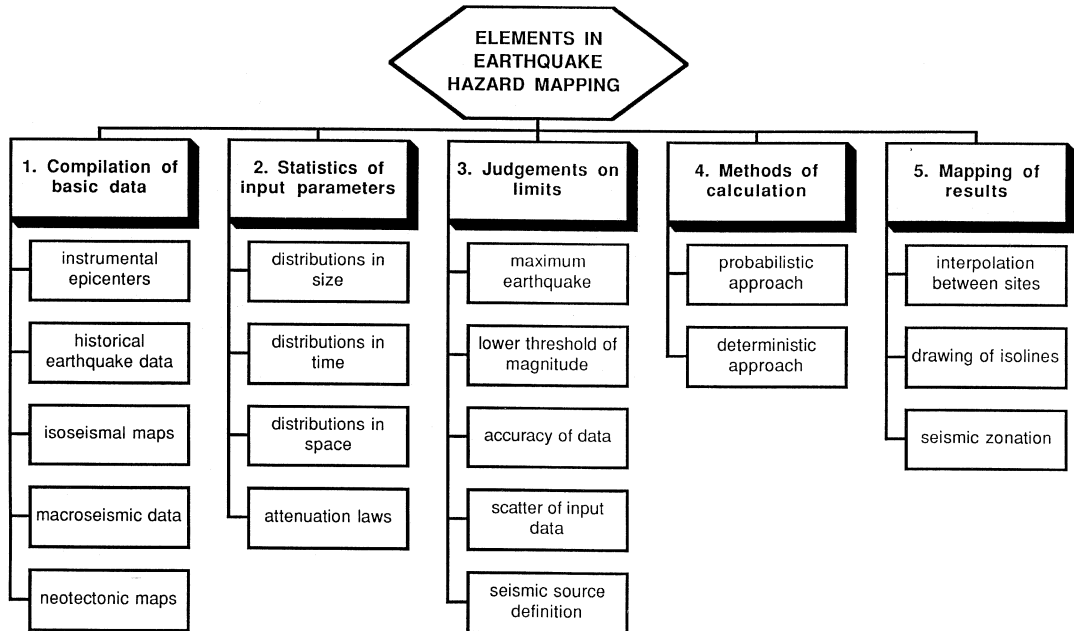 ELEMENTS IN
EARTHQUAKE
HAZARD MAPPING
1. Compilation of
basic data
instrumental
epicenters
historical
earthquake data
isoseismal maps
macroseismic data
neotectonic maps
2. Statistics of
input parameters
distributions in
size
distributions in
time
distributions in
space
attenuation laws
3. Judgements on
limits
maximum
earthquake
lower threshold of
magnitude
accuracy of data
scatter of input
data
seismic source
definition
4. Methods of
calculation
probabilistic
approach
deterministic
approach
5. Mapping of
results
interpolation
between sites
drawing of isolines
seismic zonation